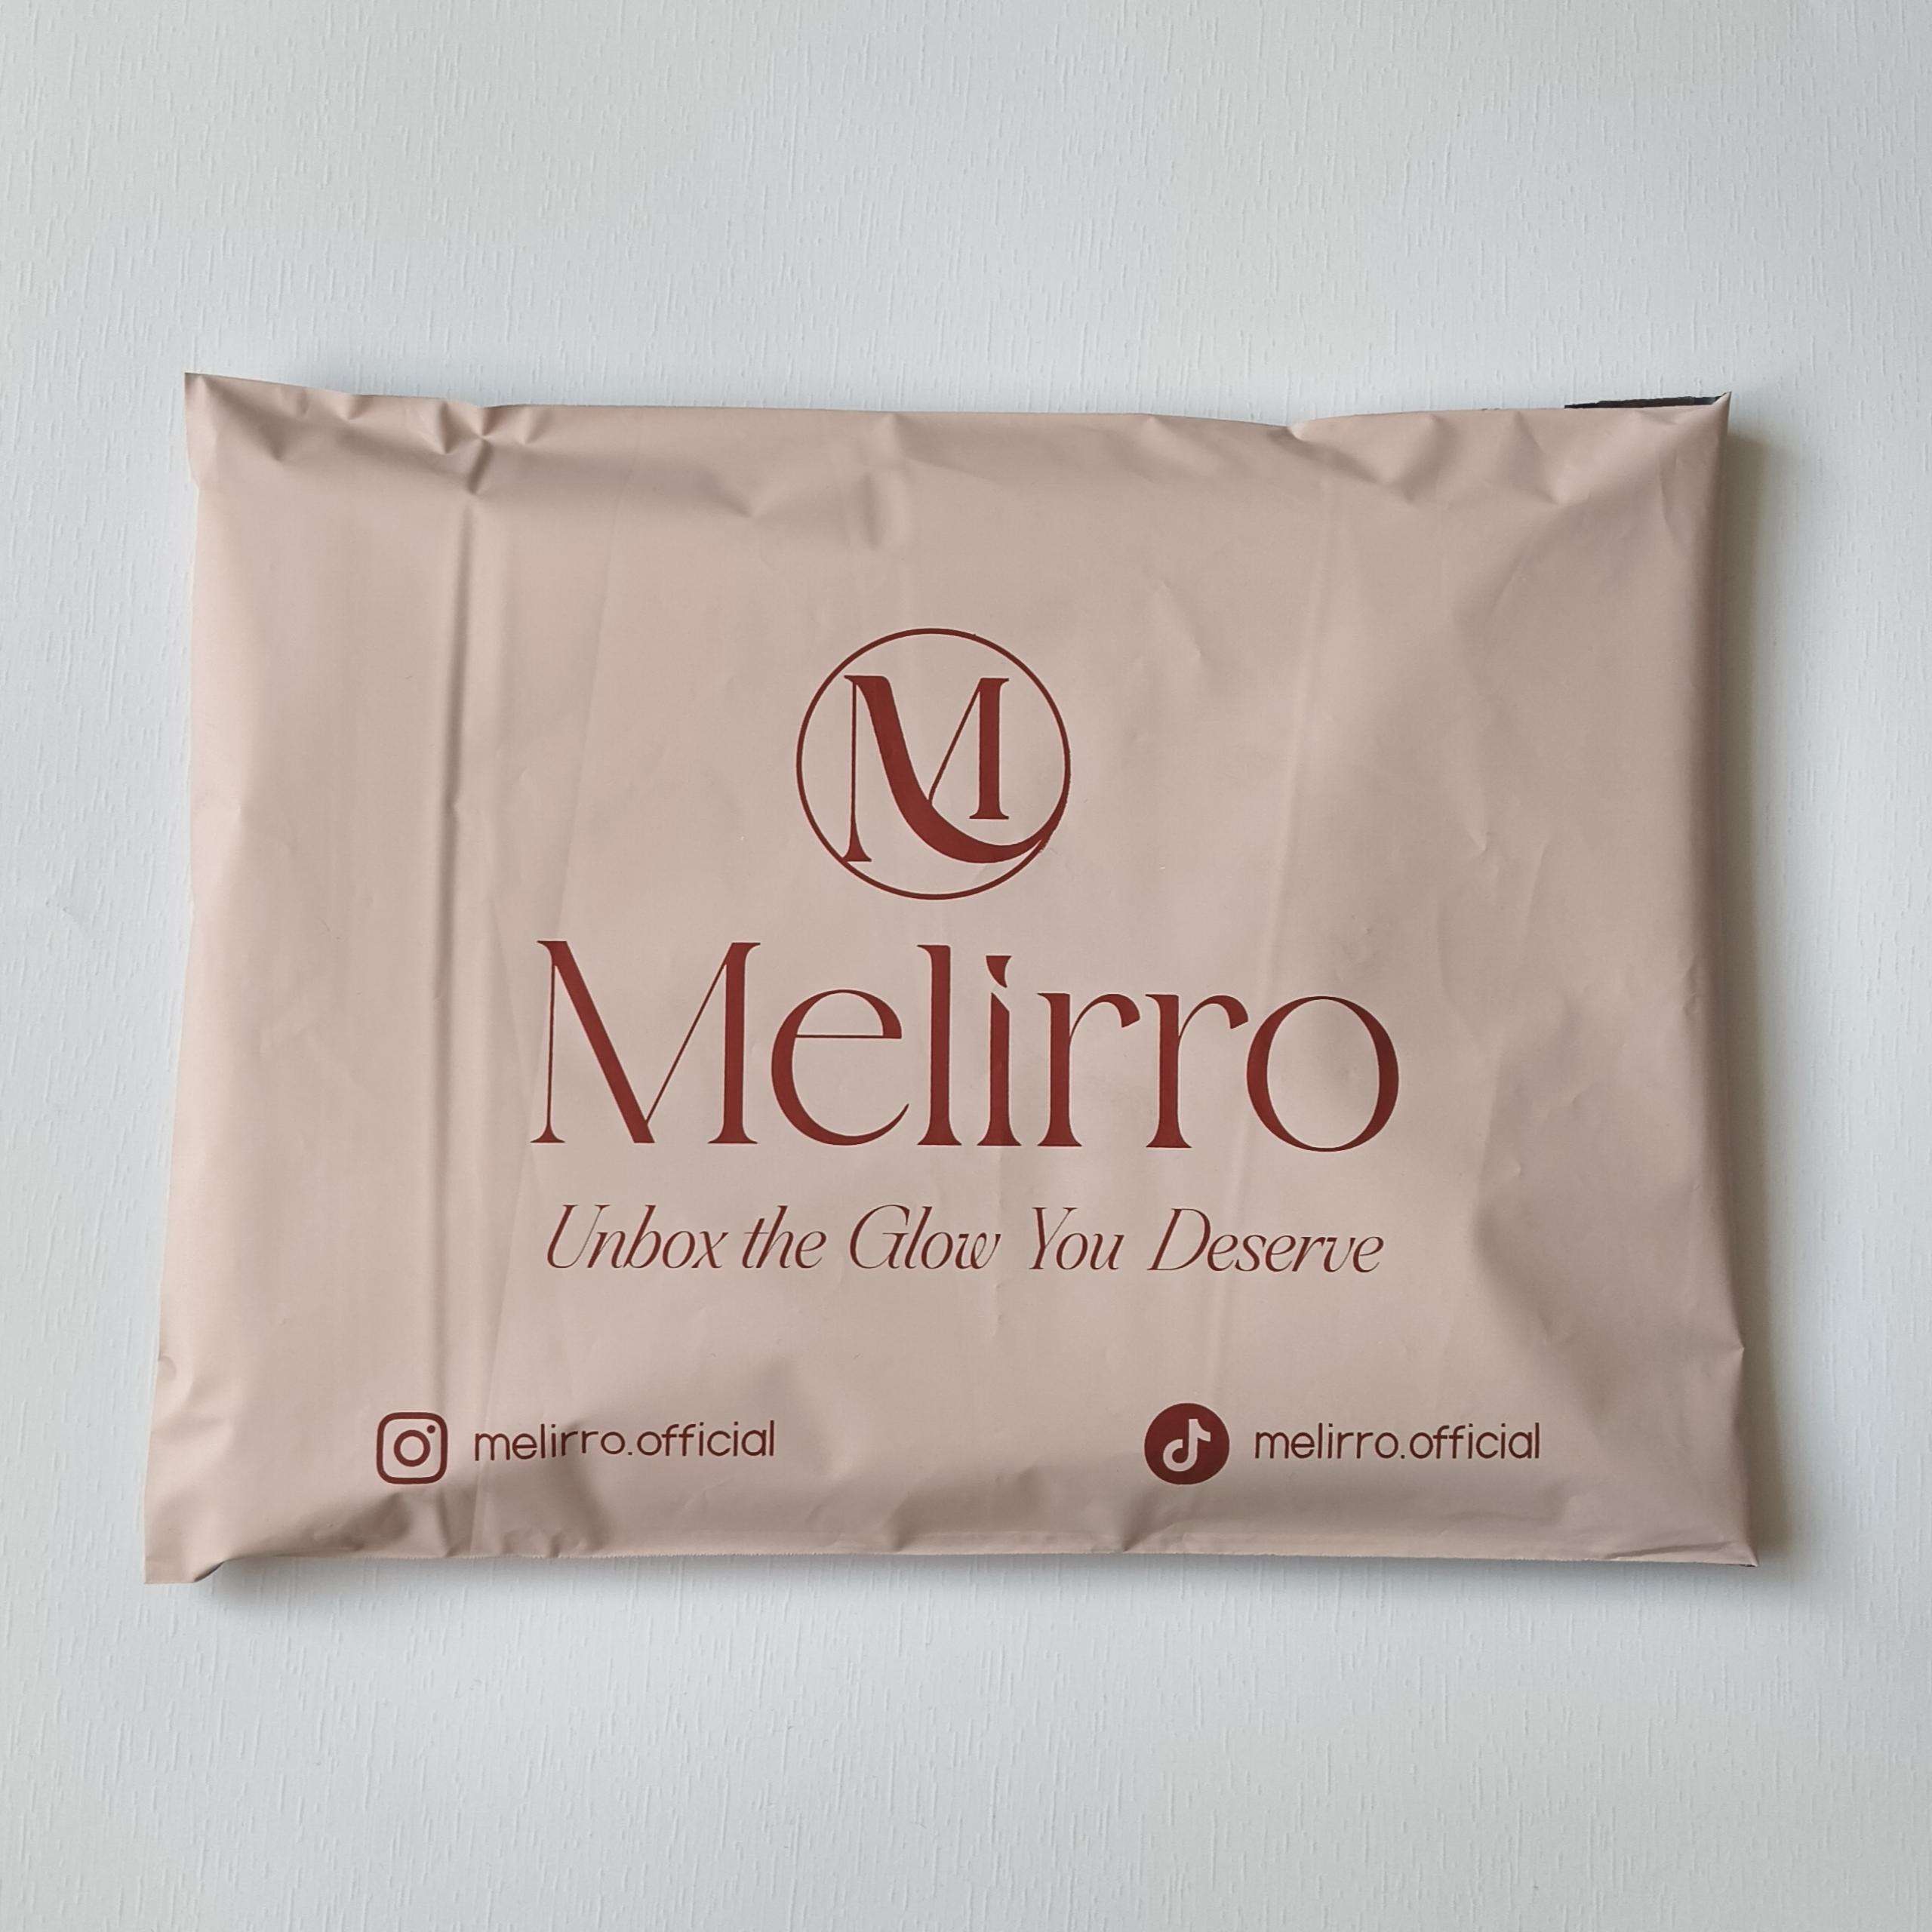 M
Melirro
Unbox the Glow You Deserve
melirro.official
melirro.official